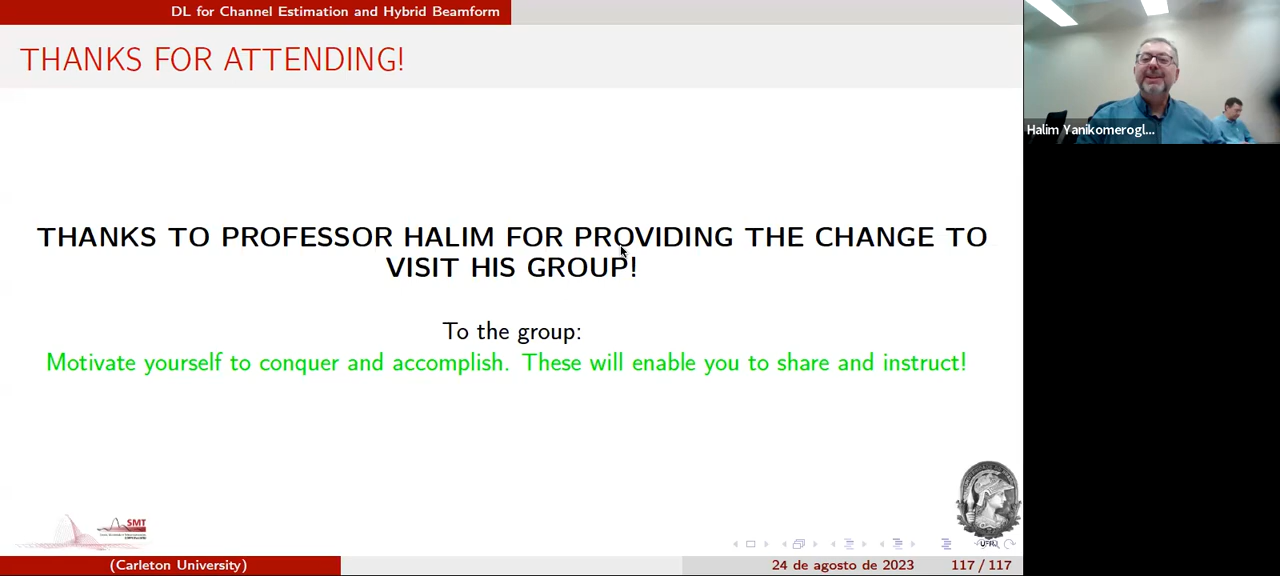 DL for Channel Estimation and Hybrid Beamform
THANKS FOR ATTENDING!
Halim Yanikomerogl...
THANKS TO PROFESSOR HALIM FOR PROVIDING THE CHANGE TO
VISIT HIS GROUP!
To the group:
Motivate yourself to conquer and accomplish. These will enable you to share and instruct!
SMT
UFRJ
(Carleton University)
24 de agosto de 2023
117 / 117